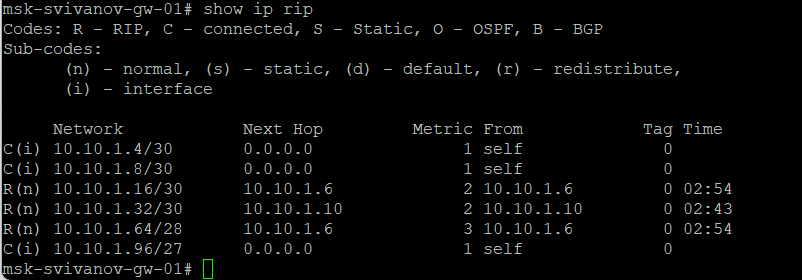 msk-svivanov-gw-01# show ip rip
Codes: R - RIP, C - connected, S - Static, O - OSPF, B - BGP
Sub-codes:
      (n) - normal, (s) - static, (d) - default, (r) - redistribute,
      (i) - interface

     Network            Next Hop         Metric From            Tag Time
C(i) 10.10.1.4/30       0.0.0.0               1 self              0
C(i) 10.10.1.8/30       0.0.0.0               1 self              0
R(n) 10.10.1.16/30      10.10.1.6             2 10.10.1.6         0 02:54
R(n) 10.10.1.32/30      10.10.1.10            2 10.10.1.10        0 02:43
R(n) 10.10.1.64/28      10.10.1.6             3 10.10.1.6         0 02:54
C(i) 10.10.1.96/27      0.0.0.0               1 self              0
msk-svivanov-gw-01#